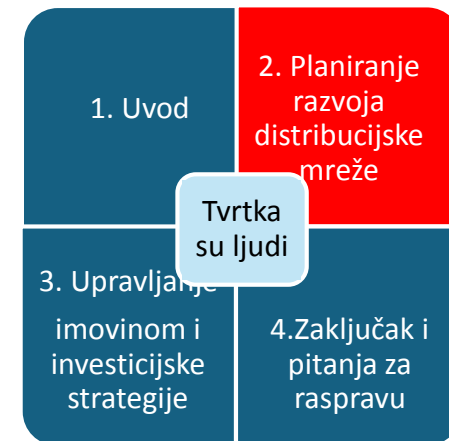 1. Uvod
2. Planiranje
razvoja
distribucijske
mreže
Tvrtka
su ljudi
3. Upravljanje
imovinom i
investicijske
strategije
4.Zaključak i
pitanja za
raspravu